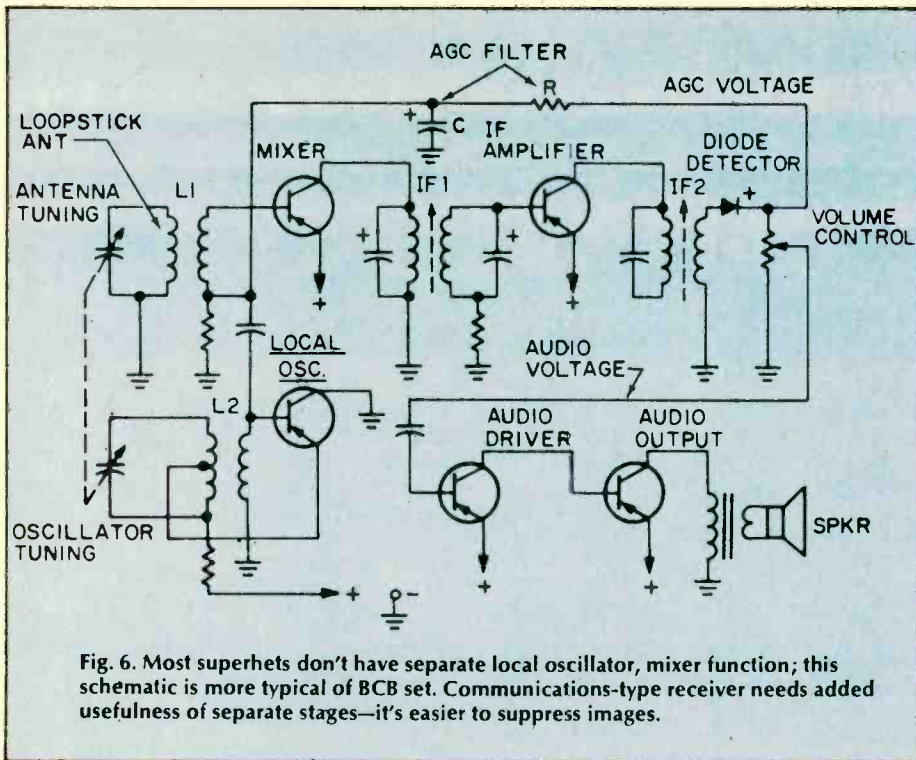 AGC FILTER
R
AGC VOLTAGE
LOOPSTICK
ANT
+
C
IF
AMPLIFIER
DIODE
DETECTOR
MIXER
ANTENNA
TUNING
L1
IF1
IF2
+
VOLUME
CONTROL
+
+
+
+
LOCAL
OSC.
AUDIO
VOLTAGE
L2
AUDIO
DRIVER
AUDIO
OUTPUT
OSCILLATOR
TUNING
SPKR
+ -
+
+
Fig. 6. Most superhets don't have separate local oscillator, mixer function; this
schematic is more typical of BCB set. Communications-type receiver needs added
usefulness of separate stages—it's easier to suppress images.